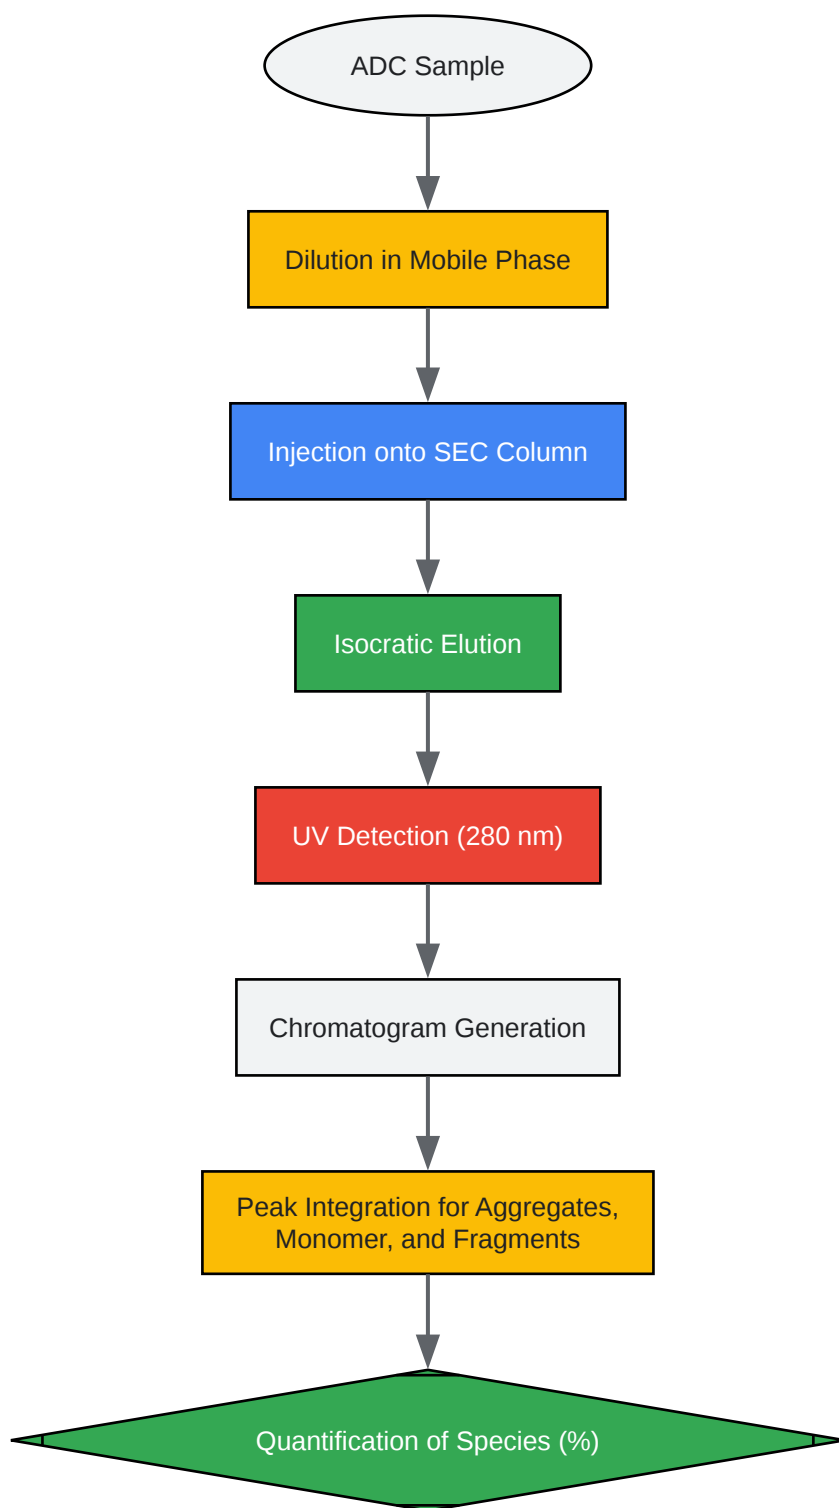 ADC Sample
Dilution in Mobile Phase
Injection onto SEC Column
Isocratic Elution
UV Detection (280 nm)
Chromatogram Generation
Peak Integration for Aggregates,
Monomer, and Fragments
Quantification of Species (%)